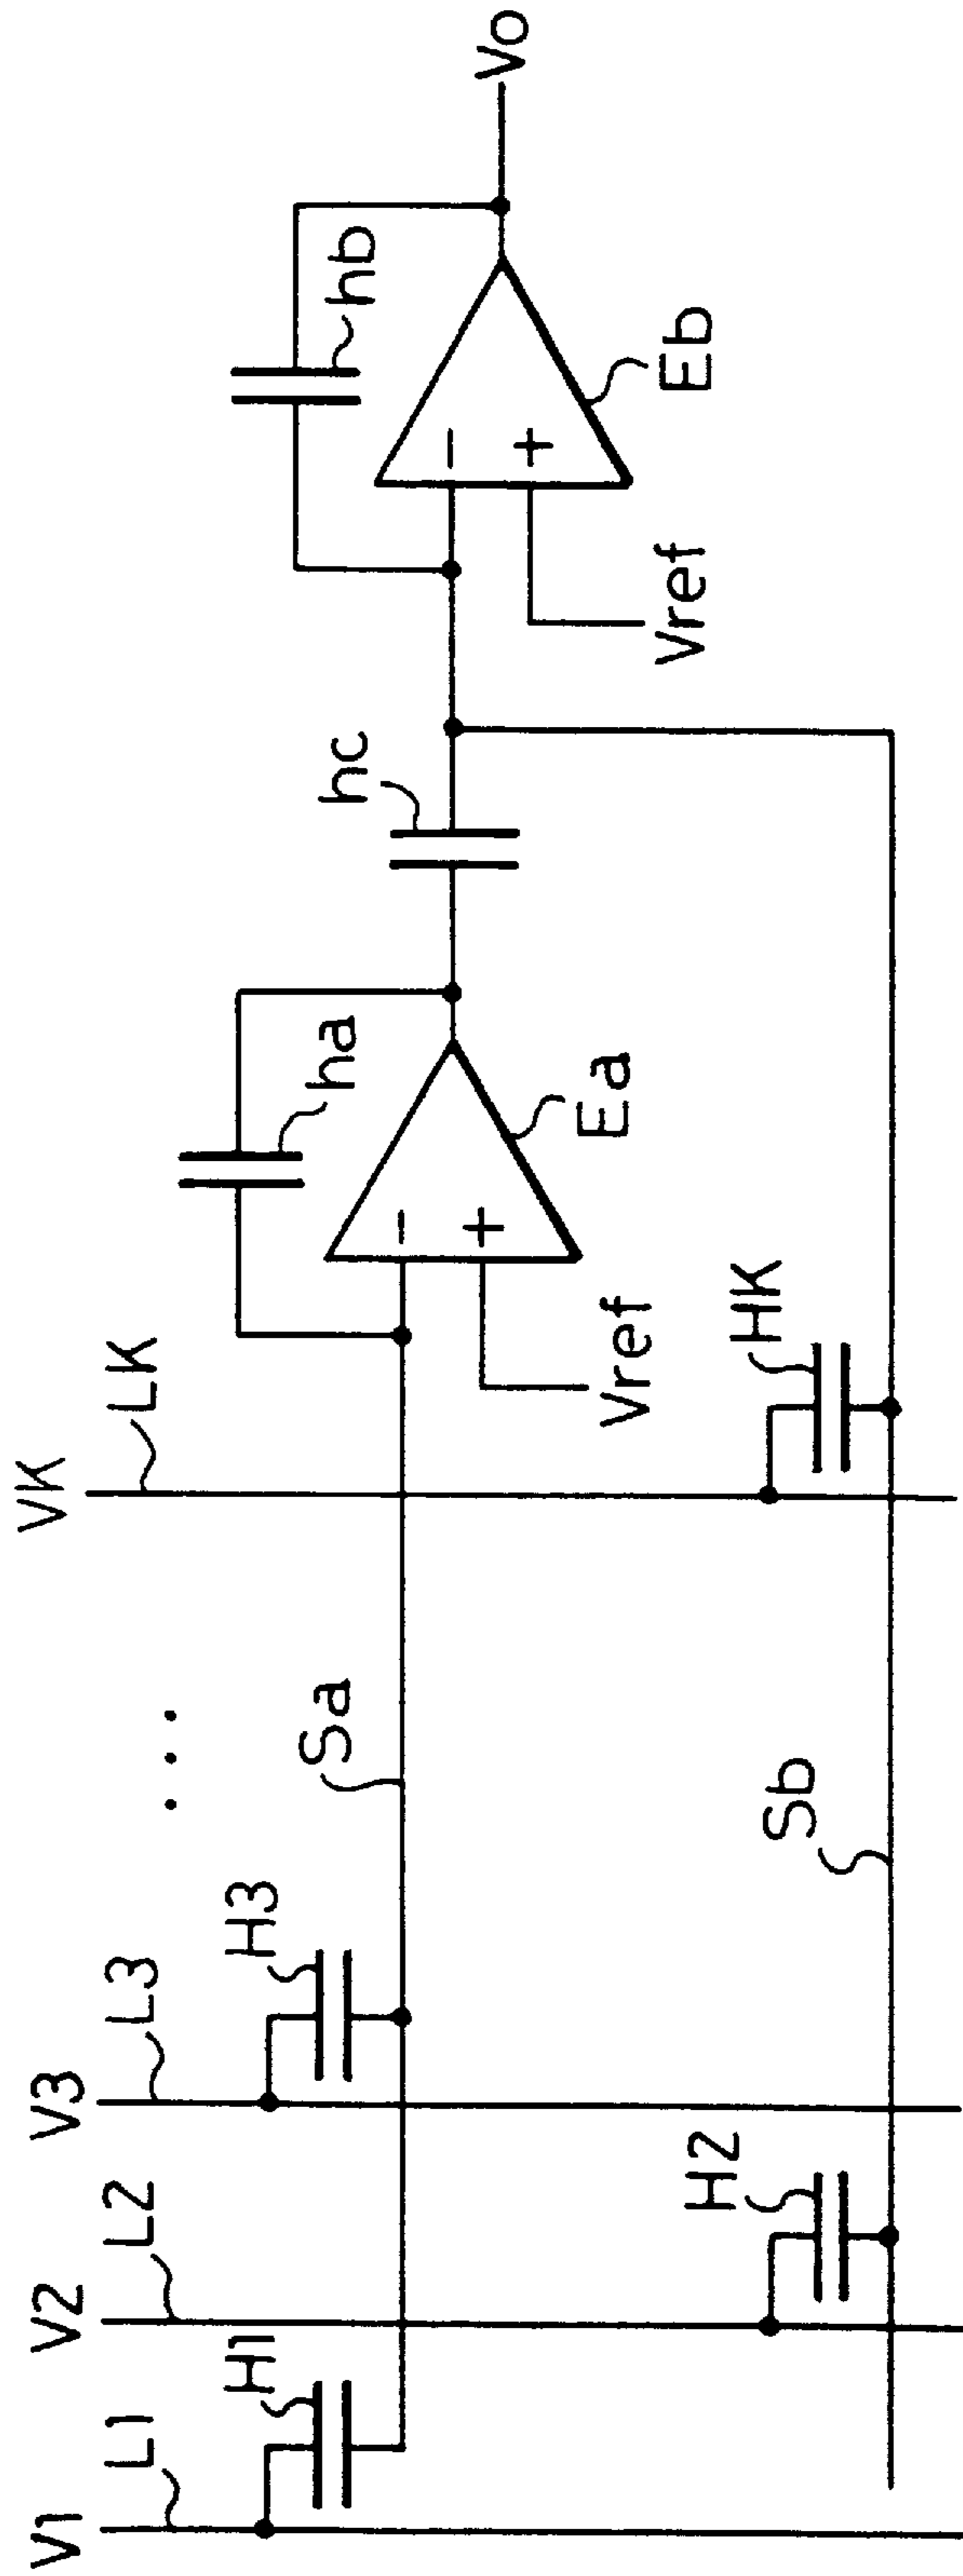 V1
L1
V2
L2
V3
L3
...
VK
LK
H1
H3
Sa
H2
HK
Sb
ha
-
+
Ea
Vref
hc
hb
-
+
Eb
Vref
Vo